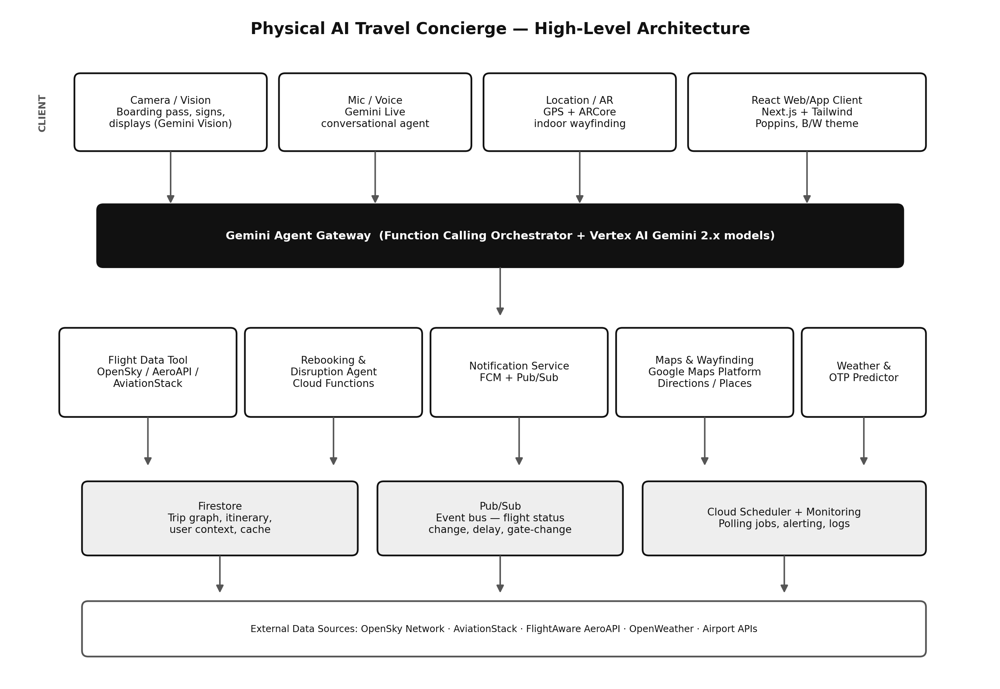 Physical AI Travel Concierge — High-Level Architecture
CLIENT
Camera / Vision
Boarding pass, signs,
displays (Gemini Vision)
Mic / Voice
Gemini Live
conversational agent
Location / AR
GPS + ARCore
indoor wayfinding
React Web/App Client
Next.js + Tailwind
Poppins, B/W theme
Gemini Agent Gateway  (Function Calling Orchestrator + Vertex AI Gemini 2.x models)
Flight Data Tool
OpenSky / AeroAPI /
AviationStack
Rebooking &
Disruption Agent
Cloud Functions
Notification Service
FCM + Pub/Sub
Maps & Wayfinding
Google Maps Platform
Directions / Places
Weather &
OTP Predictor
Firestore
Trip graph, itinerary,
user context, cache
Pub/Sub
Event bus — flight status
change, delay, gate-change
Cloud Scheduler + Monitoring
Polling jobs, alerting, logs
External Data Sources: OpenSky Network · AviationStack · FlightAware AeroAPI · OpenWeather · Airport APIs